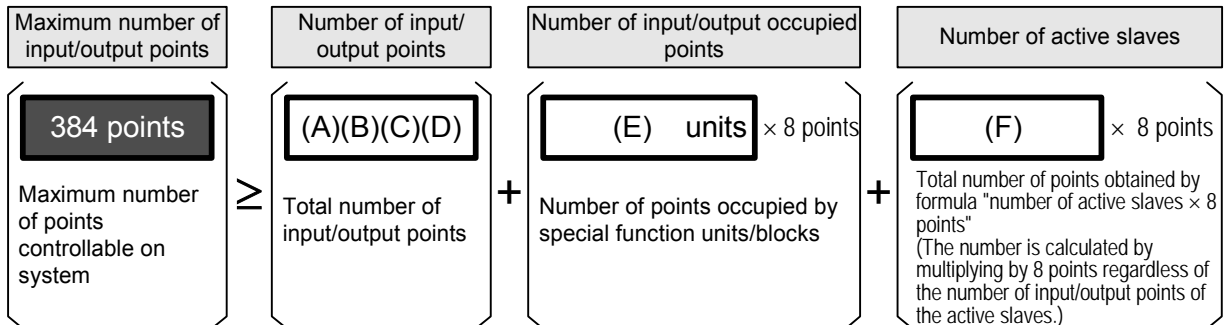 Maximum number of
input/output points
Number of input/
output points
Number of input/output occupied
points
Number of active slaves
384 points
Maximum number
of points
controllable on
system
≥
(A)(B)(C)(D)
Total number of
input/output points
+
(E) units × 8 points
Number of points occupied by
special function units/blocks
+
(F) × 8 points
Total number of points obtained by
formula "number of active slaves × 8
points"
(The number is calculated by
multiplying by 8 points regardless of
the number of input/output points of
the active slaves.)